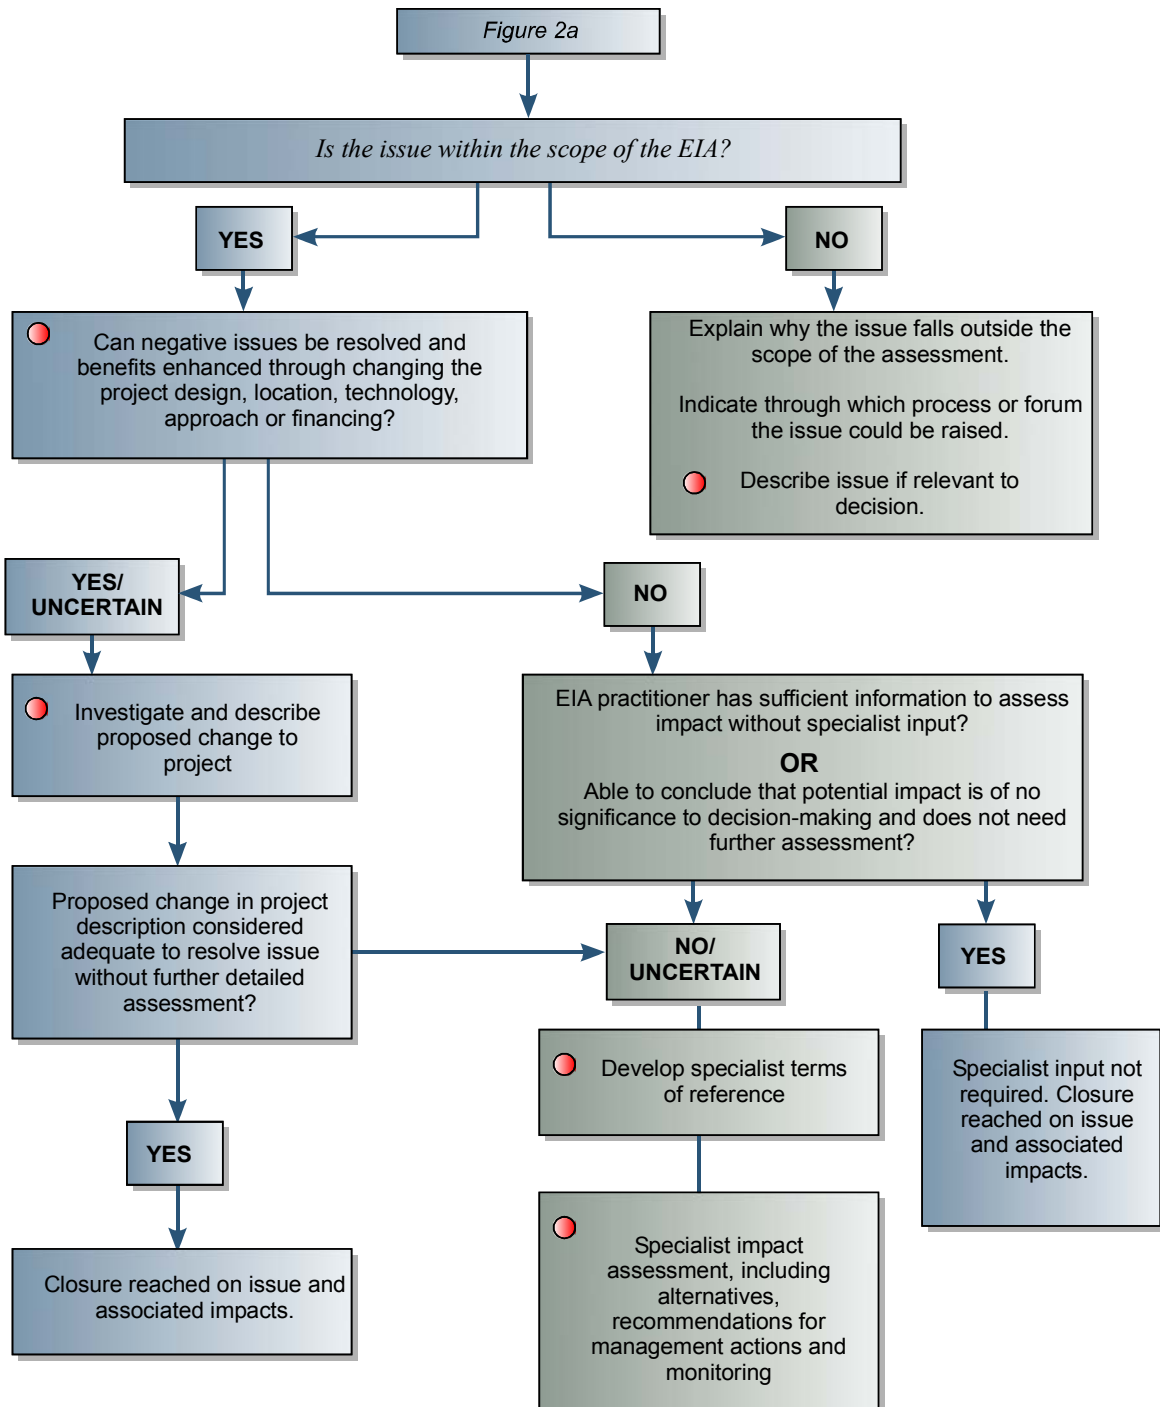 Figure 2a
Is the issue within the scope of the EIA?
YES
NO
Can negative issues be resolved and
benefits enhanced through changing the
project design, location, technology,
approach or financing?
Explain why the issue falls outside the
scope of the assessment.
Indicate through which process or forum
the issue could be raised.
Describe issue if relevant to
decision.
YES/
UNCERTAIN
NO
Investigate and describe
proposed change to
project
EIA practitioner has sufficient information to assess
impact without specialist input?
OR
Able to conclude that potential impact is of no
significance to decision-making and does not need
further assessment?
Proposed change in project
description considered
adequate to resolve issue
without further detailed
assessment?
NO/
UNCERTAIN
YES
Develop specialist terms
of reference
Specialist input not
required. Closure
reached on issue
and associated
impacts.
YES
Closure reached on issue and
associated impacts.
Specialist impact
assessment, including
alternatives,
recommendations for
management actions and
monitoring